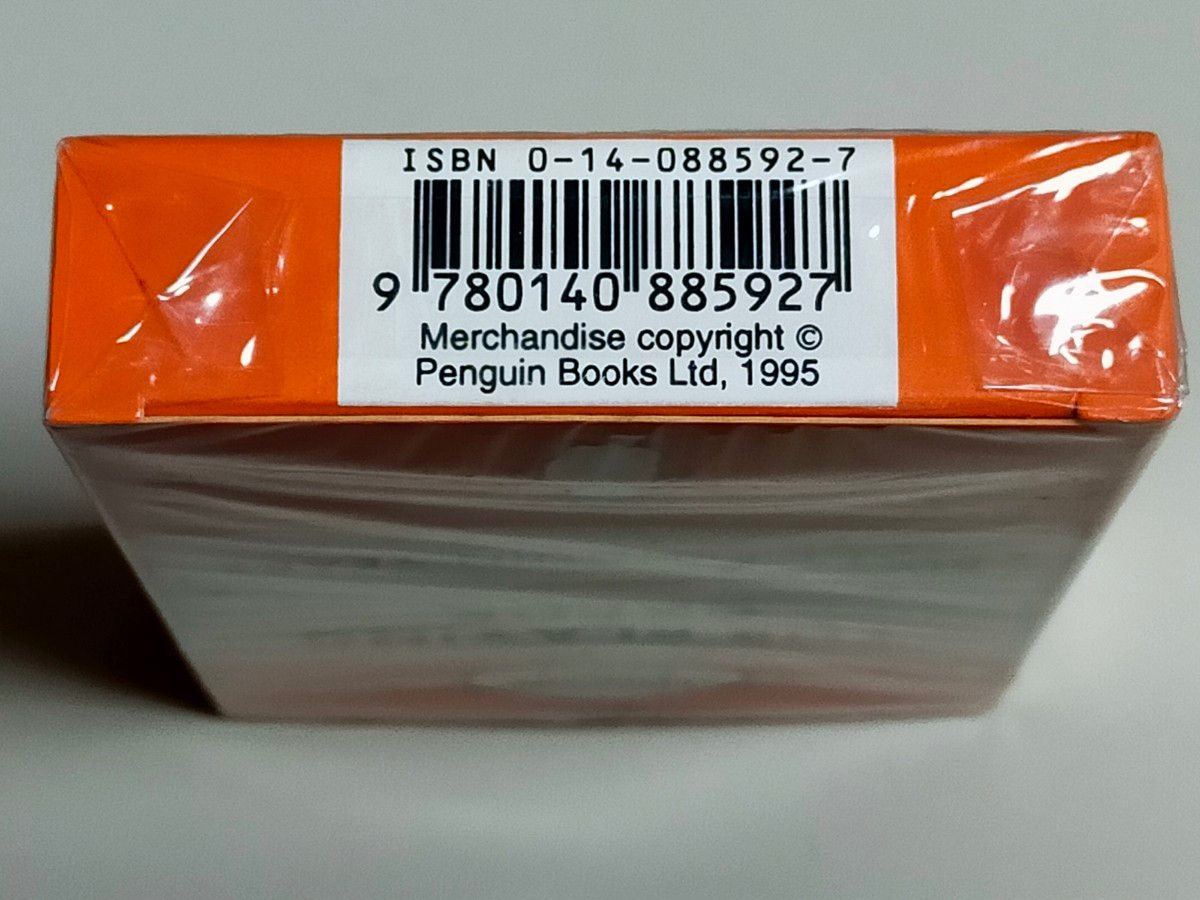 ISBN 0-14-088592-7
9 780140 885927
Merchandise copyright ©
Penguin Books Ltd, 1995